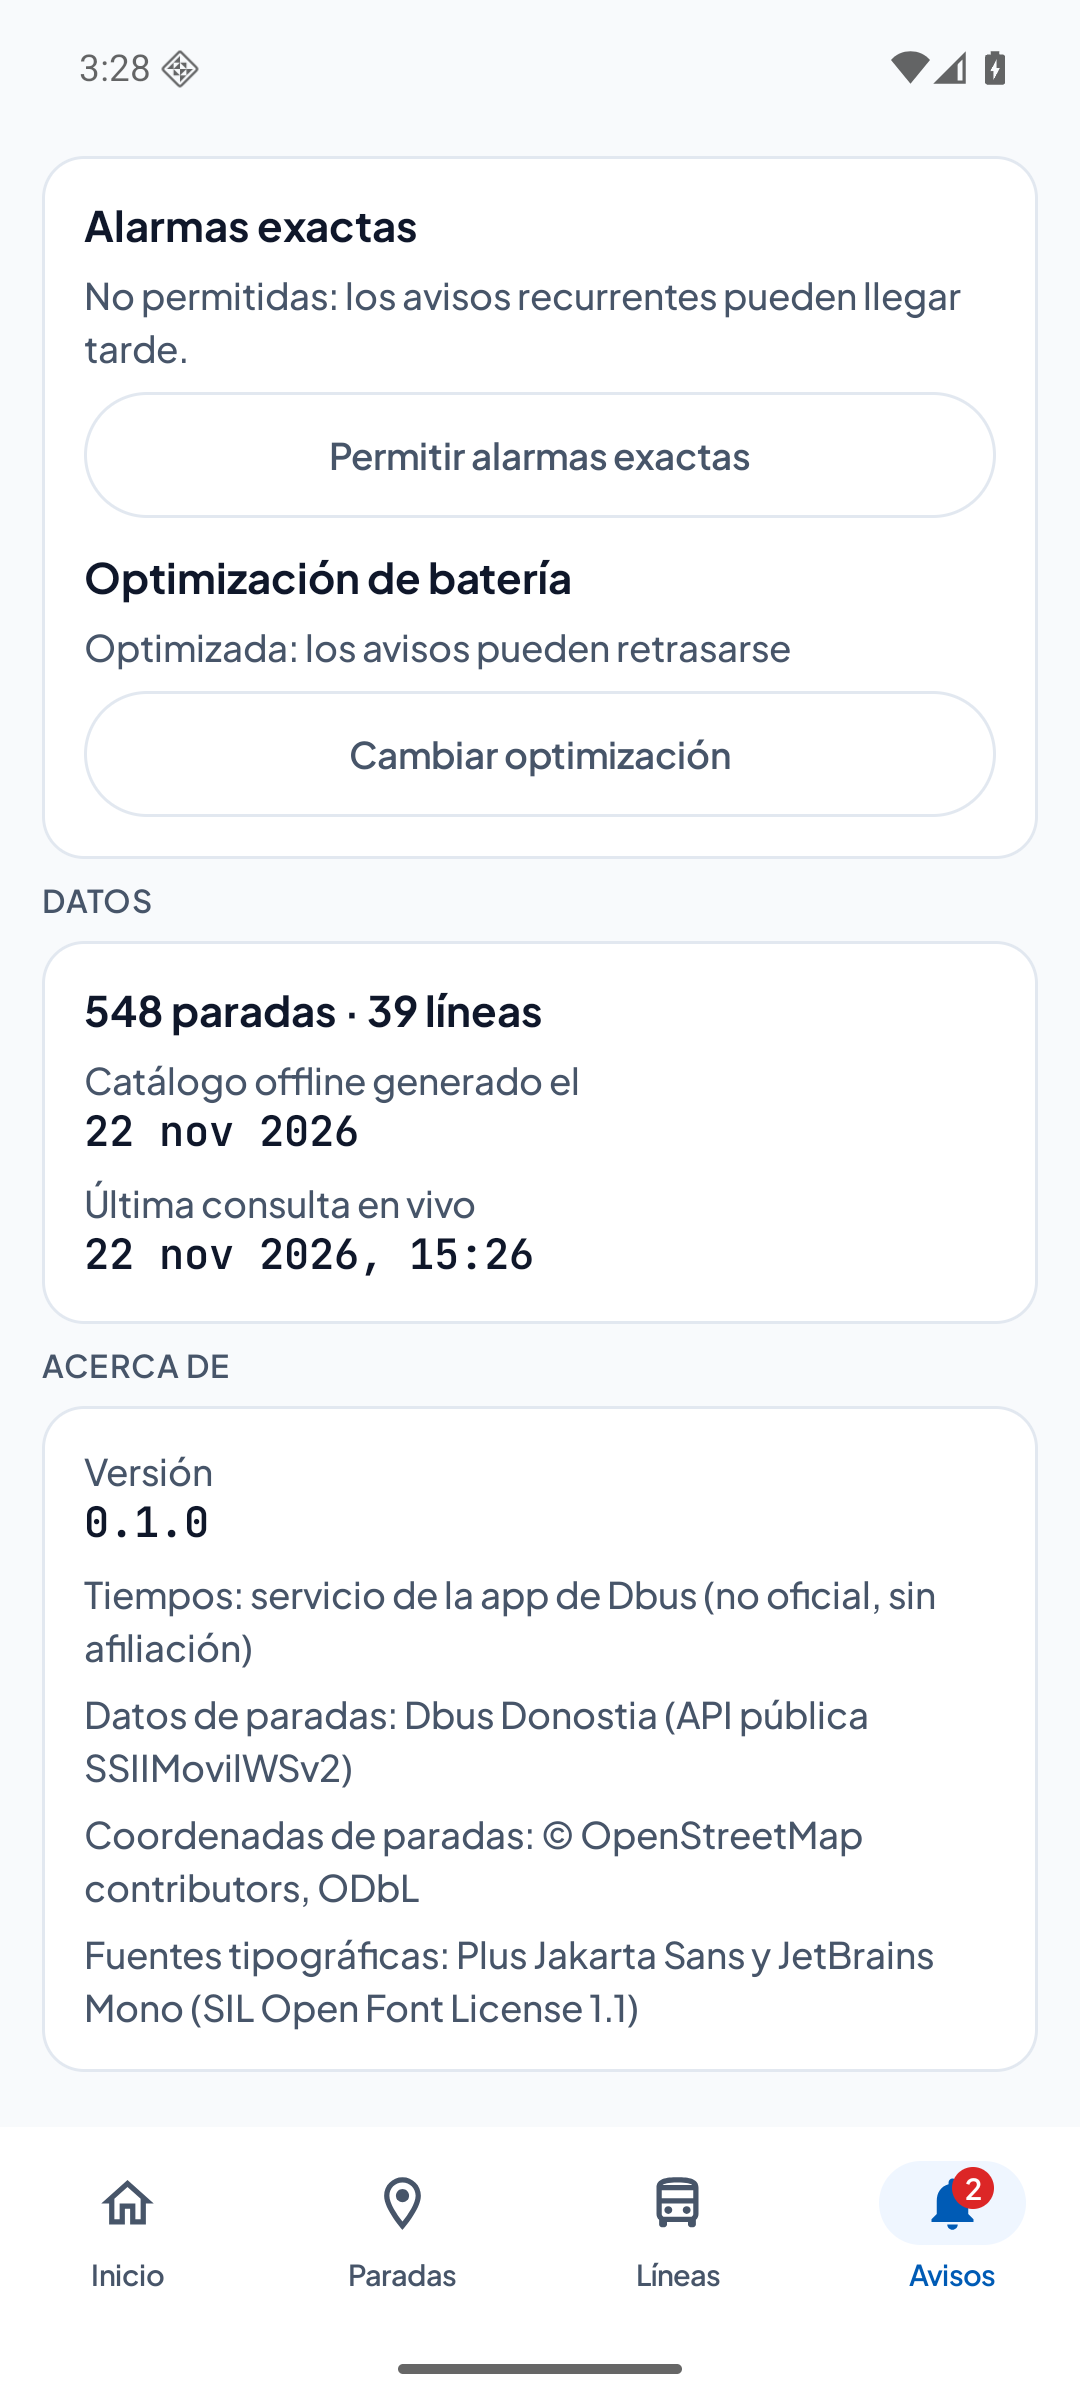 3:28
Alarmas exactas
No permitidas: los avisos recurrentes pueden llegar
tarde.
Permitir alarmas exactas
Optimización de batería
Optimizada: los avisos pueden retrasarse
Cambiar optimización
DATOS
548 paradas · 39 líneas
Catálogo offline generado el
22 nov 2026
Última consulta en vivo
22 nov 2026, 15:26
ACERCA DE
Versión
0.1.0
Tiempos: servicio de la app de Dbus (no oficial, sin
afiliación)
Datos de paradas: Dbus Donostia (API pública
SSIIMovilWSv2)
Coordenadas de paradas: © OpenStreetMap
contributors, ODbL
Fuentes tipográficas: Plus Jakarta Sans y JetBrains
Mono (SIL Open Font License 1.1)
2
Inicio
Paradas
Líneas
Avisos